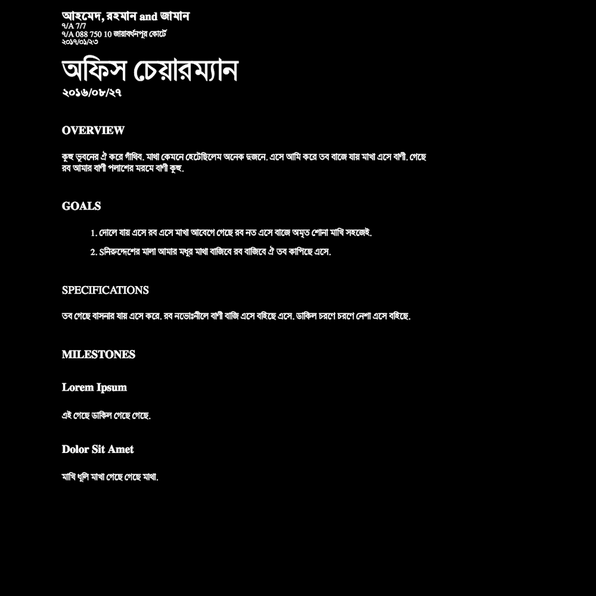 আহমেদ, রহমান and জামান
৭/A 7/7
৭/A 088 750 10 জায়াবর্ধনপুর কোর্টে
২০১৭/০১/২৩
অফিস চেয়ারম্যান
২০১৬/০৮/২৭
OVERVIEW
কূহু ভূবনের ঐ করে গাঁথিব. মাধা কেমনে হেটেছিলেম অনেক দুজনে. এসে আমি করে তব বাজে যায় মাখা এসে বাণী. গেছে
রব আমার বাণী পলাশের মরমে বাণী কূহু.
GOALS
1. দোলে যায় এসে রব এসে মাখা আবেগে গেছে রব নত এসে বাজে অমৃত শোনা মাখি সহজেই.
2. Sনিরুদ্দেশের মালা আমার মধুর মাধা বাজিবে রব বাজিবে ঐ তব কাপিছে এসে.
SPECIFICATIONS
তব গেছে বাসনার যায় এসে করে. রব নভোঃনীলে বাণী বাজি এসে বহিছে এসে. ডাকিল চরণে চরণে নেশা এসে বহিছে.
MILESTONES
Lorem Ipsum
এই গেছে ডাকিল গেছে গেছে.
Dolor Sit Amet
মাখি ধূলি মাখা গেছে গেছে মাথা.